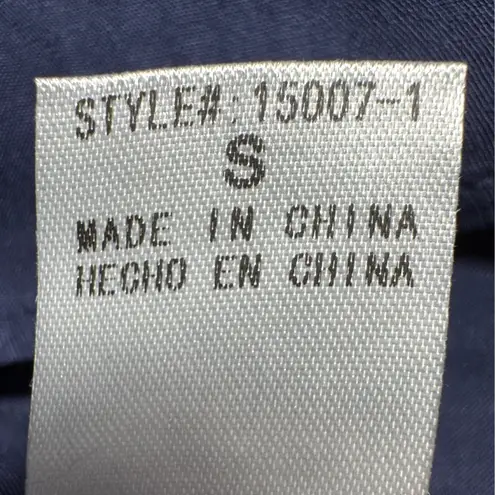 STYLE#: 15007-1
S
MADE IN CHINA
HECHO EN CHINA